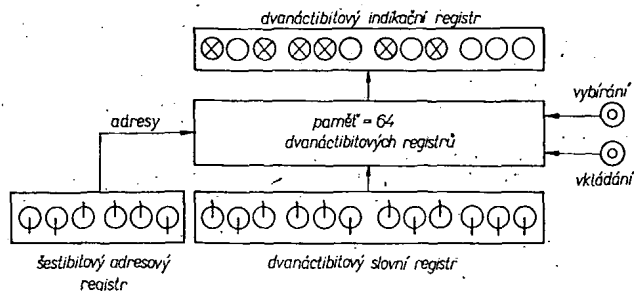 dvanáctibitový indikační registr
vybírání
adresy
paměť = 64
dvanáctibitových registrů
vkládání
šestibitový adresový
registr
dvanáctibitový slovní registr